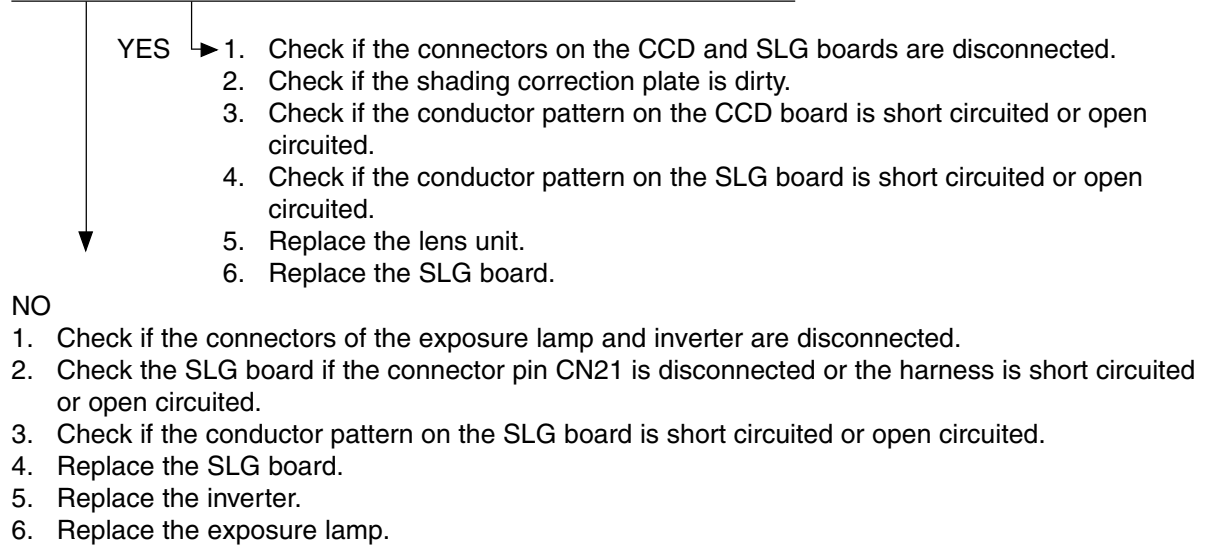 YES 1. Check if the connectors on the CCD and SLG boards are disconnected.
2. Check if the shading correction plate is dirty.
3. Check if the conductor pattern on the CCD board is short circuited or open
circuited.
4. Check if the conductor pattern on the SLG board is short circuited or open
circuited.
5. Replace the lens unit.
6. Replace the SLG board.
NO
1. Check if the connectors of the exposure lamp and inverter are disconnected.
2. Check the SLG board if the connector pin CN21 is disconnected or the harness is short circuited
or open circuited.
3. Check if the conductor pattern on the SLG board is short circuited or open circuited.
4. Replace the SLG board.
5. Replace the inverter.
6. Replace the exposure lamp.